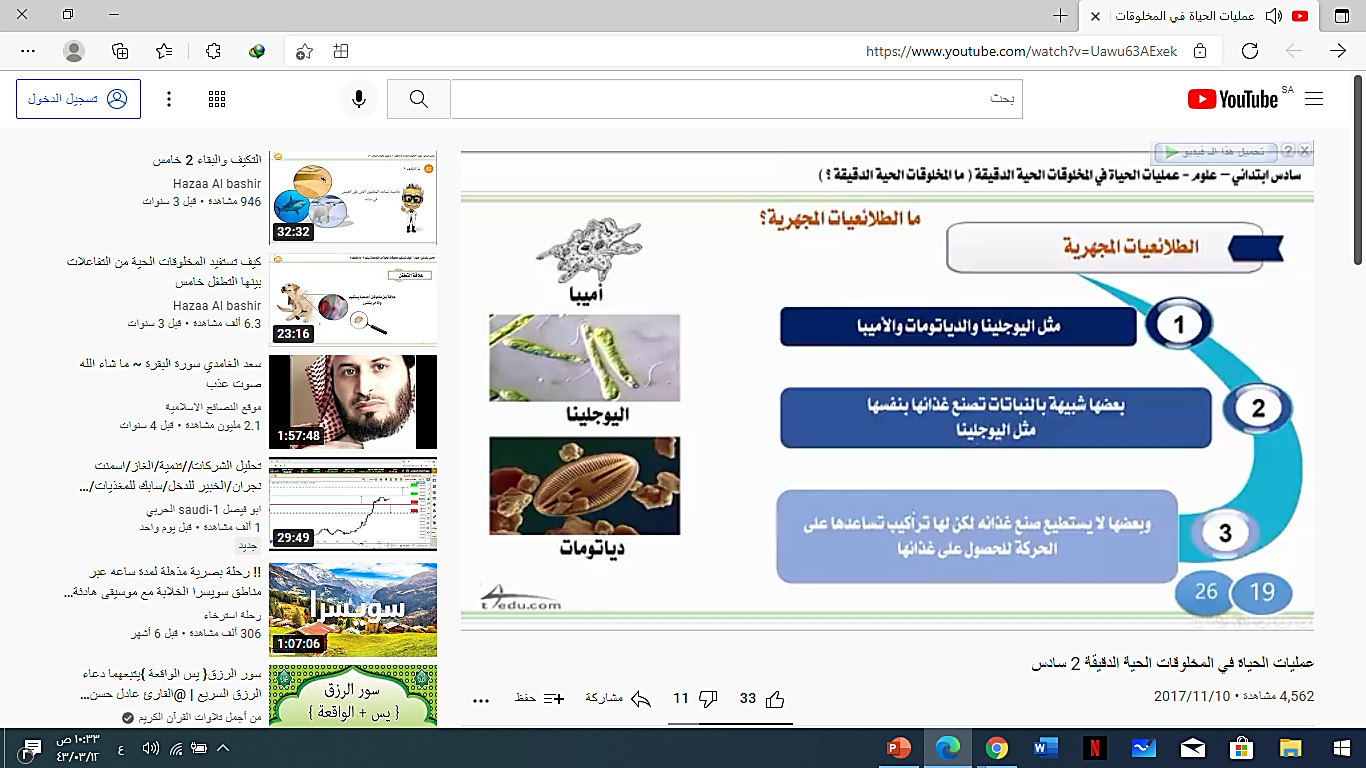 عمليات الحياة في المخلوقات
https://www.youtube.com/watch?v=Uawu63AExek
YouTube SA
بحث
تسجيل الدخول
تحميل هذا الـ فيديو
سادس ابتدائي – علوم – عمليات الحياة في المخلوقات الحية الدقيقة ( ما المخلوقات الحية الدقيقة ؟ )
ما الطلائعيات المجهرية؟
الطلائعيات المجهرية
1
مثل اليوجلينا والدياتومات والأميبا
2
بعضها شبيهة بالنباتات تصنع غذائها بنفسها
مثل اليوجلينا
3
وبعضها لا يستطيع صنع غذائه لكن لها تراكيب تساعدها على
الحركة للحصول على غذائها
19
26
أميبا
اليوجلينا
دياتومات
t4edu.com
عمليات الحياة في المخلوقات الحية الدقيقة 2 سادس
4,562 مشاهدة • 2017/11/10
33
11
مشاركة
حفظ
التكيف والبقاء 2 خامس
Hazaa Al bashir
946 مشاهدة • قبل 3 سنوات
32:32
كيف تستفيد المخلوقات الحية من التفاعلات
بينها التطفل خامس
Hazaa Al bashir
6.3 ألف مشاهدة • قبل 3 سنوات
علاقة التطفل
23:16
سعد الغامدي سورة البقرة ~ ما شاء الله
صوت عذب
موقع النصائح الاسلامية
2.1 مليون مشاهدة • قبل 4 سنوات
1:57:48
تحليل الشركات//تنمية/الغاز/اسمنت
نجران/الخبير للدخل/سابك للمغذيات/...
ابو فيصل saudi-1 الحربي
1 ألف مشاهدة • قبل يوم واحد
جديد
29:49
!! رحلة بصرية مذهلة لمدة ساعه عبر
مناطق سويسرا الخلابة مع موسيقى هادئة...
رحلة استرخاء
306 ألف مشاهدة • قبل 6 أشهر
سويسرا
1:07:06
سور الرزق{ يس الواقعة }يتبعهما دعاء
الرزق السريع | @القارئ عادل حسن...
من أجمل تلاوات القرآن الكريم
سور الرزق
{ يس + الواقعة }
ع
١٠:٣٣ ص
٤٣/٠٣/١٢